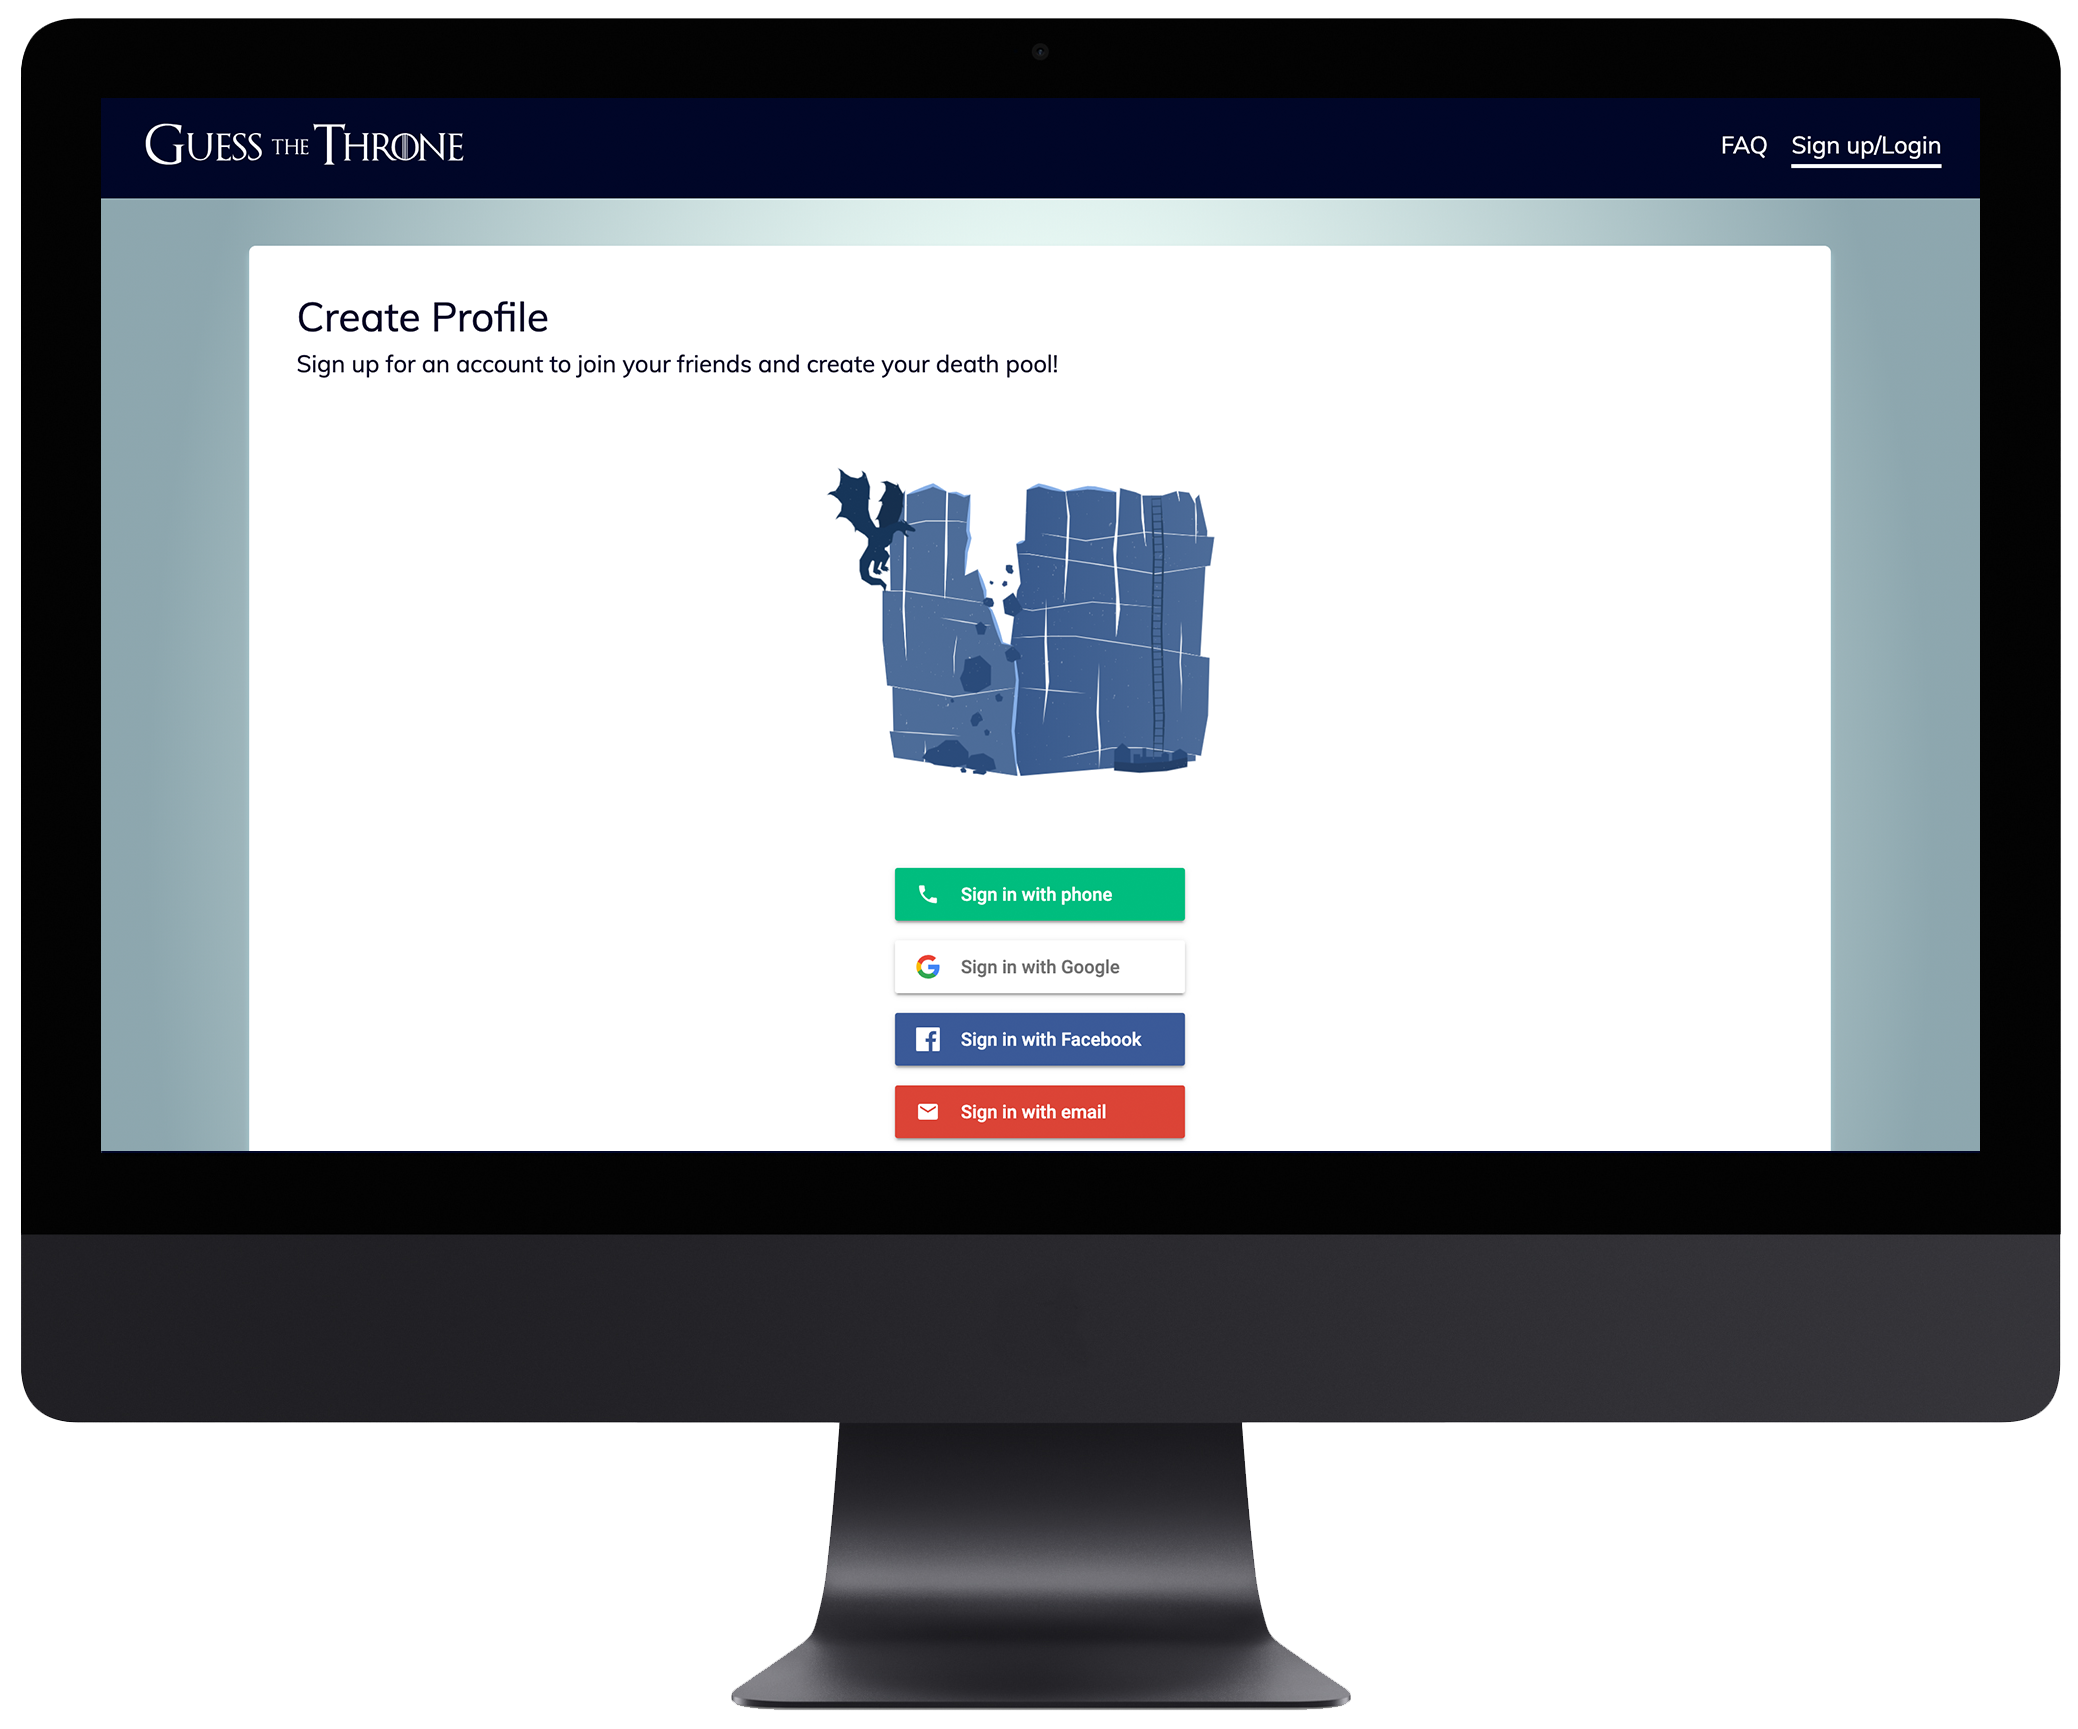 GUESS THE THRONE
FAQ
Sign up/Login
Create Profile
Sign up for an account to join your friends and create your death pool!
Sign in with phone
Sign in with Google
Sign in with Facebook
Sign in with email